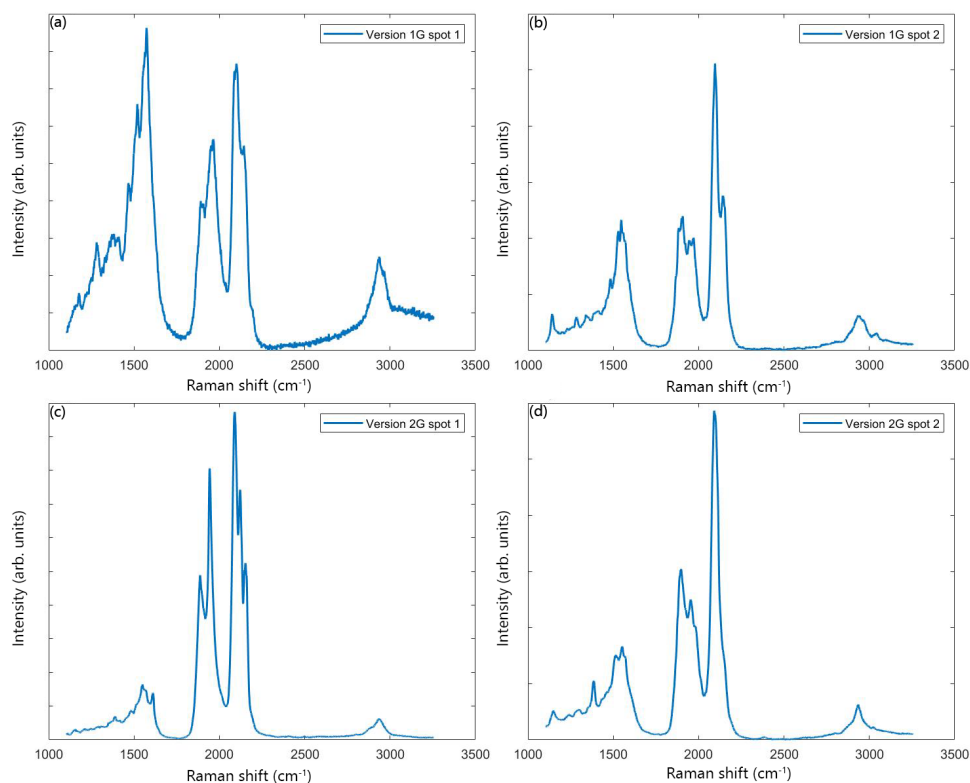 (a)
Version 1G spot 1
Intensity (arb. units)
1000 1500 2000 2500 3000 3500
Raman shift (cm⁻¹)
(b)
Version 1G spot 2
Intensity (arb. units)
1000 1500 2000 2500 3000 3500
Raman shift (cm⁻¹)
(c)
Version 2G spot 1
Intensity (arb. units)
1000 1500 2000 2500 3000 3500
Raman shift (cm⁻¹)
(d)
Version 2G spot 2
Intensity (arb. units)
1000 1500 2000 2500 3000 3500
Raman shift (cm⁻¹)